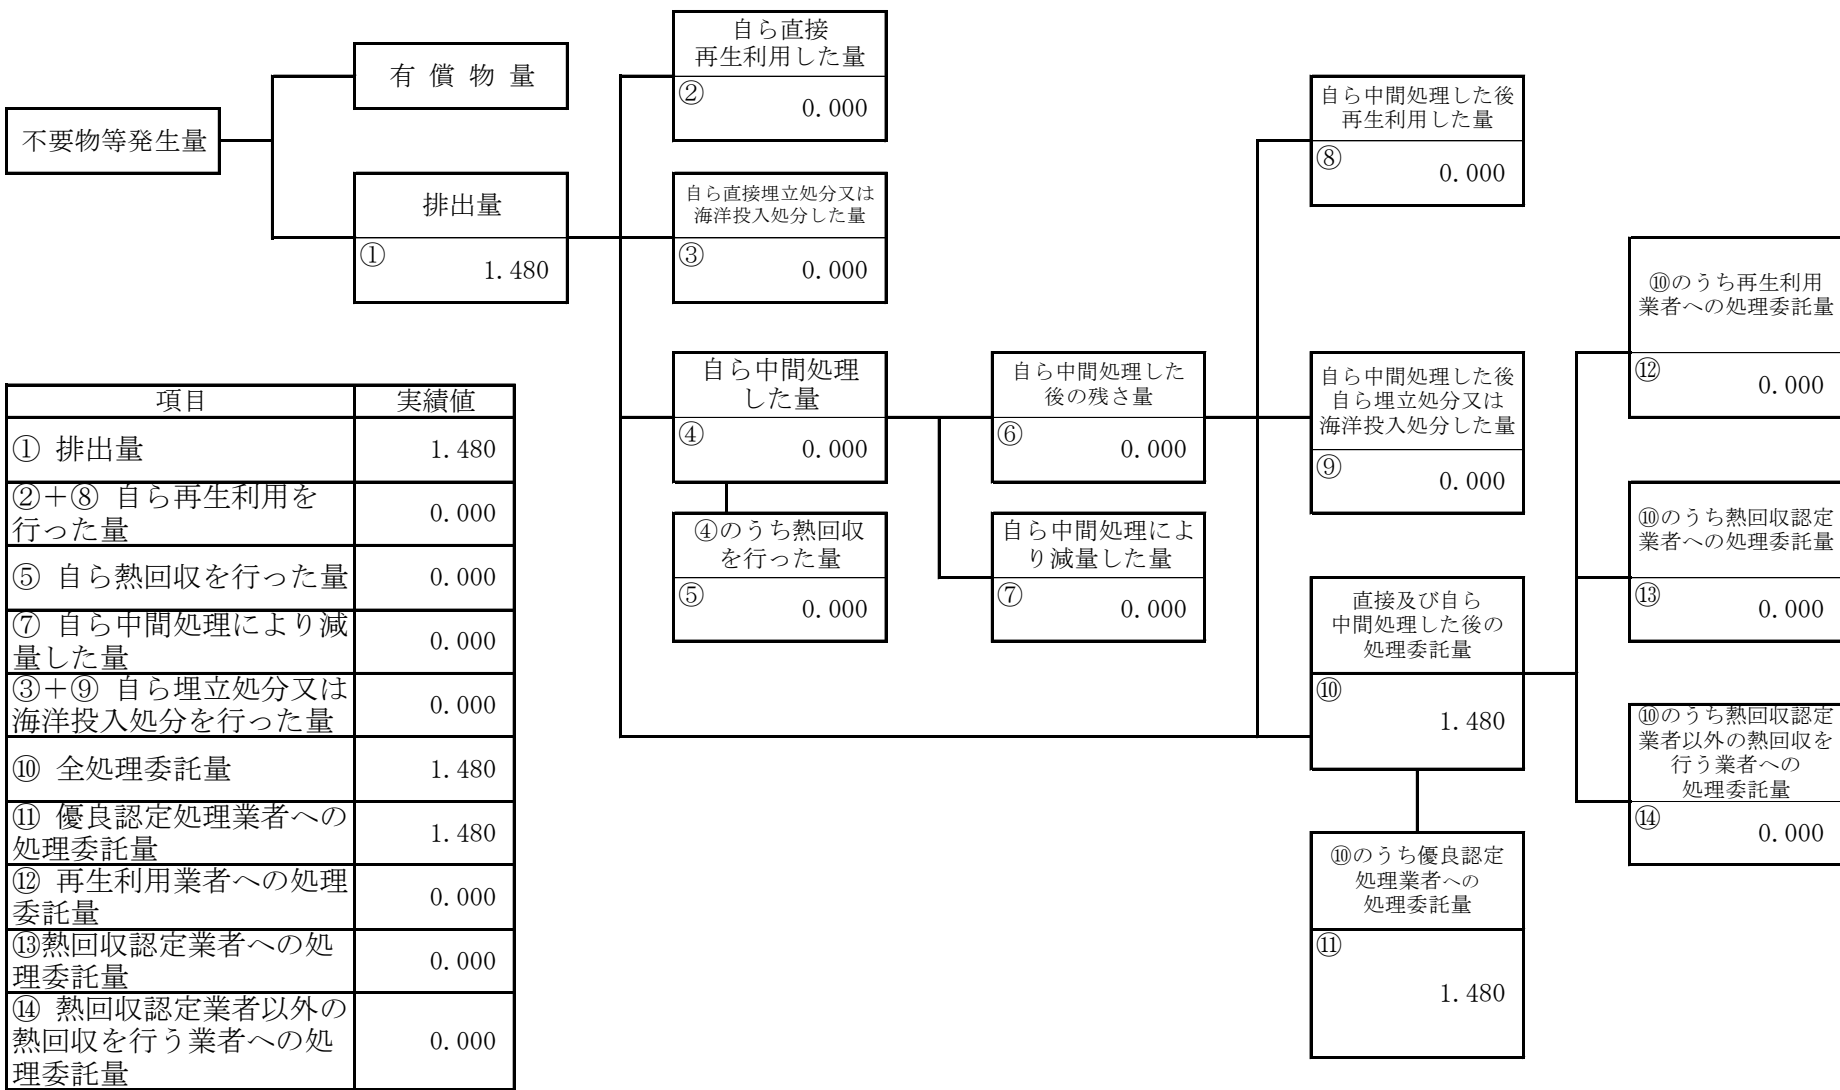 不要物等発生量
有 償 物 量
排出量
①
1.480
自ら直接
再生利用した量
②
0.000
自ら直接埋立処分又は
海洋投入処分した量
③
0.000
自ら中間処理
した量
④
0.000
④のうち熱回収
を行った量
⑤
0.000
自ら中間処理した
後の残さ量
⑥
0.000
自ら中間処理によ
り減量した量
⑦
0.000
自ら中間処理した後
再生利用した量
⑧
0.000
自ら中間処理した後
自ら埋立処分又は
海洋投入処分した量
⑨
0.000
直接及び自ら
中間処理した後の
処理委託量
⑩
1.480
⑩のうち優良認定
処理業者への
処理委託量
⑪
1.480
⑩のうち再生利用
業者への処理委託量
⑫
0.000
⑩のうち熱回収認定
業者への処理委託量
⑬
0.000
⑩のうち熱回収認定
業者以外の熱回収を
行う業者への
処理委託量
⑭
0.000
項目 実績値
① 排出量 1.480
②+⑧ 自ら再生利用を
行った量 0.000
⑤ 自ら熱回収を行った量 0.000
⑦ 自ら中間処理により減
量した量 0.000
③+⑨ 自ら埋立処分又は
海洋投入処分を行った量 0.000
⑩ 全処理委託量 1.480
⑪ 優良認定処理業者への
処理委託量 1.480
⑫ 再生利用業者への処理
委託量 0.000
⑬熱回収認定業者への処
理委託量 0.000
⑭ 熱回収認定業者以外の
熱回収を行う業者への処
理委託量 0.000